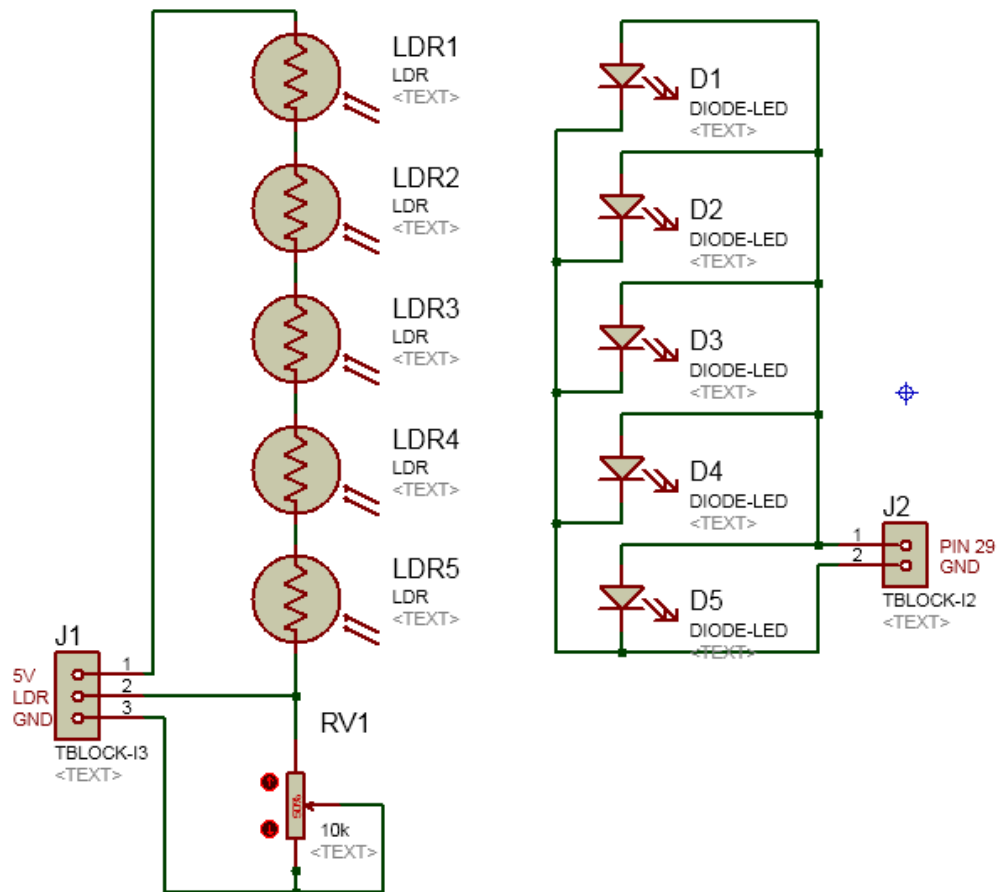 LDR1
LDR
<TEXT>
LDR2
LDR
<TEXT>
LDR3
LDR
<TEXT>
LDR4
LDR
<TEXT>
LDR5
LDR
<TEXT>
J1
5V
LDR
GND
1
2
3
TBLOCK-I3
<TEXT>
RV1
50%
10k
<TEXT>
D1
DIODE-LED
<TEXT>
D2
DIODE-LED
<TEXT>
D3
DIODE-LED
<TEXT>
D4
DIODE-LED
<TEXT>
D5
DIODE-LED
<TEXT>
J2
1
2
PIN 29
GND
TBLOCK-I2
<TEXT>